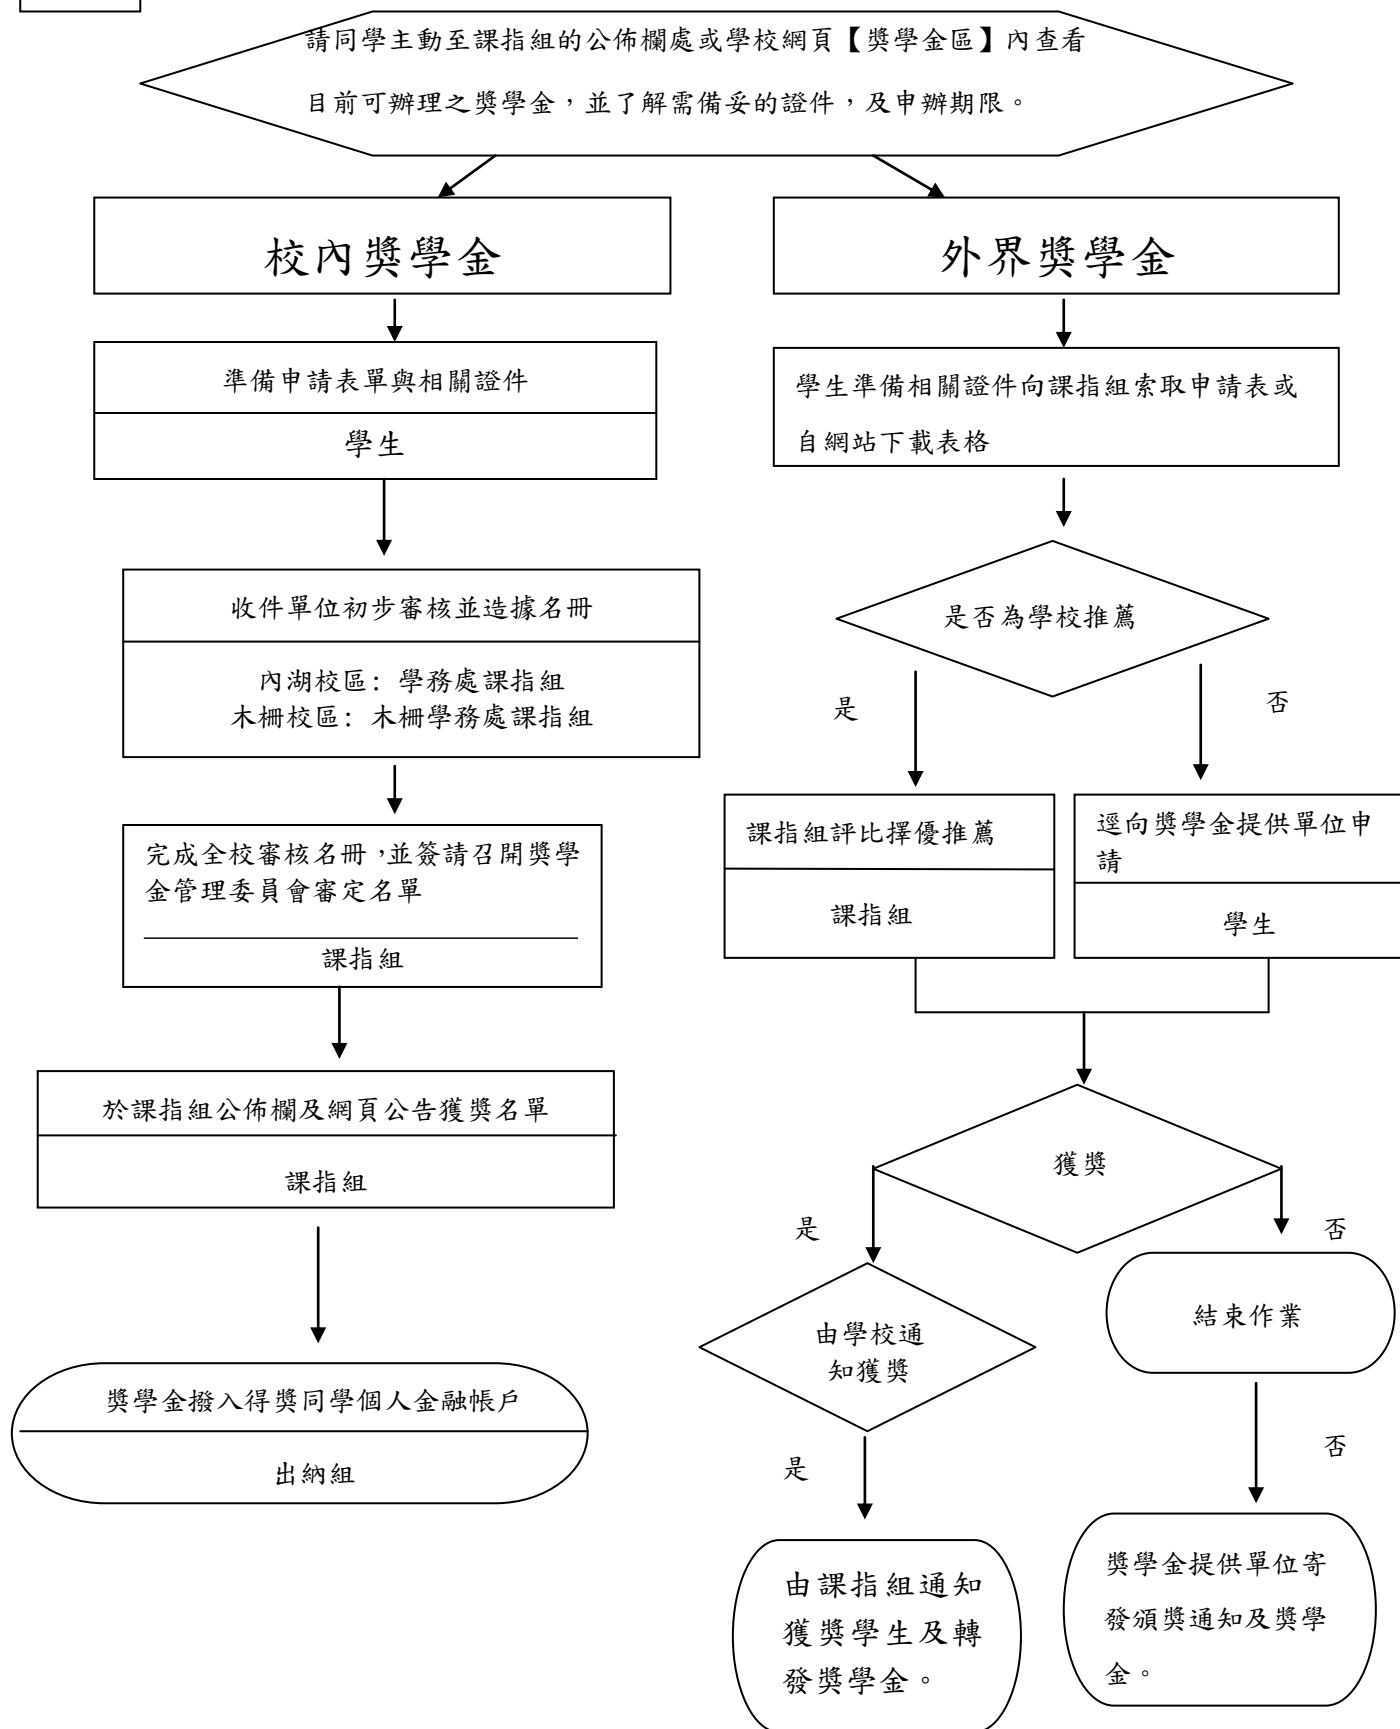 請同學主動至課指組的公佈欄處或學校網頁【獎學金區】內查看
目前可辦理之獎學金，並了解需備妥的證件，及申辦期限。
校內獎學金
準備申請表單與相關證件
學生
收件單位初步審核並造據名冊
內湖校區: 學務處課指組
木柵校區: 木柵學務處課指組
完成全校審核名冊，並簽請召開獎學
金管理委員會審定名單
課指組
於課指組公佈欄及網頁公告獲獎名單
課指組
獎學金撥入得獎同學個人金融帳戶
出納組
外界獎學金
學生準備相關證件向課指組索取申請表或
自網站下載表格
是否為學校推薦
是
否
課指組評比擇優推薦
課指組
逕向獎學金提供單位申
請
學生
獲獎
是
否
由學校通
知獲獎
結束作業
是
否
由課指組通知
獲獎學生及轉
發獎學金。
獎學金提供單位寄
發頒獎通知及獎學
金。